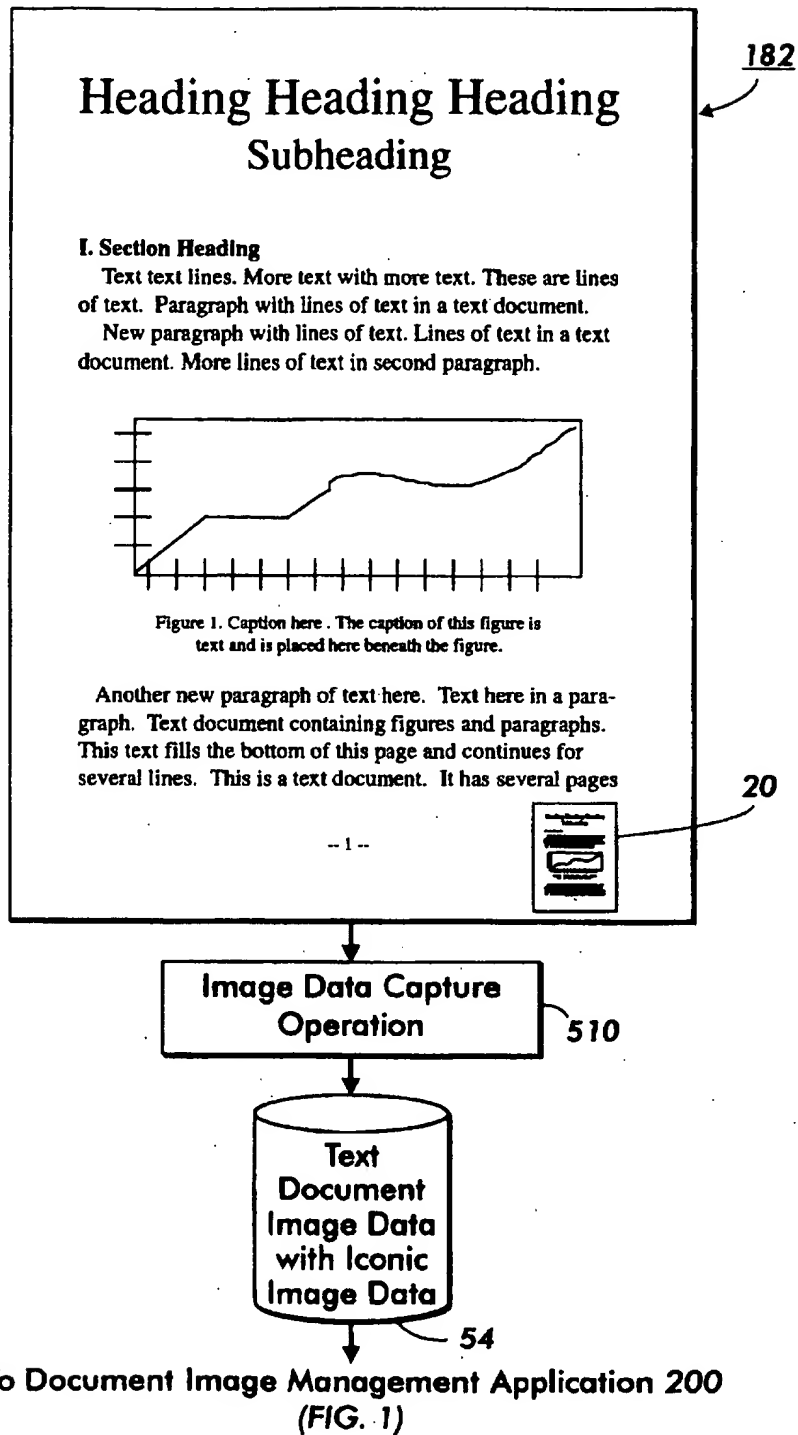 182
Heading Heading Heading
Subheading
I. Section Heading
Text text lines. More text with more text. These are lines
of text. Paragraph with lines of text in a text document.
New paragraph with lines of text. Lines of text in a text
document. More lines of text in second paragraph.
Figure 1. Caption here . The caption of this figure is
text and is placed here beneath the figure.
Another new paragraph of text here. Text here in a para-
graph. Text document containing figures and paragraphs.
This text fills the bottom of this page and continues for
several lines. This is a text document. It has several pages
20
-- 1 --
Image Data Capture
Operation
510
Text
Document
Image Data
with Iconic
Image Data
54
o Document Image Management Application 200
(FIG. 1)